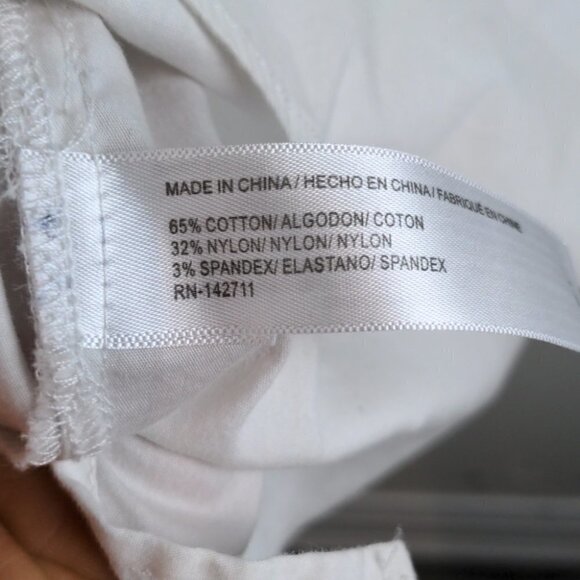 MADE IN CHINA/ HECHO EN CHINA/ FABRIQUÉ EN CHINE
65% COTTON/ ALGODON/ COTON
32% NYLON/ NYLON/ NYLON
3% SPANDEX/ ELASTANO/ SPANDEX
RN-142711